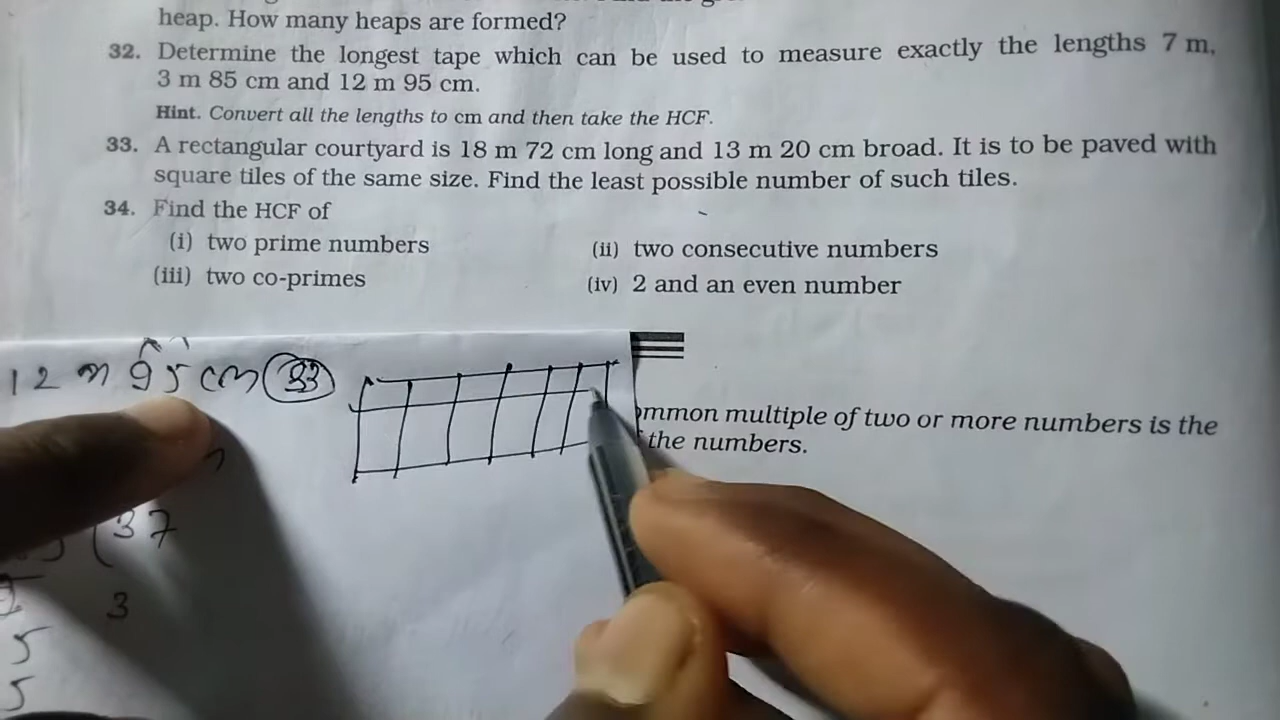 heap. How many heaps are formed?
32. Determine the longest tape which can be used to measure exactly the lengths 7 m,
3 m 85 cm and 12 m 95 cm.
Hint. Convert all the lengths to cm and then take the HCF.
33. A rectangular courtyard is 18 m 72 cm long and 13 m 20 cm broad. It is to be paved with
square tiles of the same size. Find the least possible number of such tiles.
34. Find the HCF of
(i) two prime numbers (ii) two consecutive numbers
(iii) two co-primes (iv) 2 and an even number
12 m 95 cm 33
mmon multiple of two or more numbers is the
the numbers.
(37
3
5
5